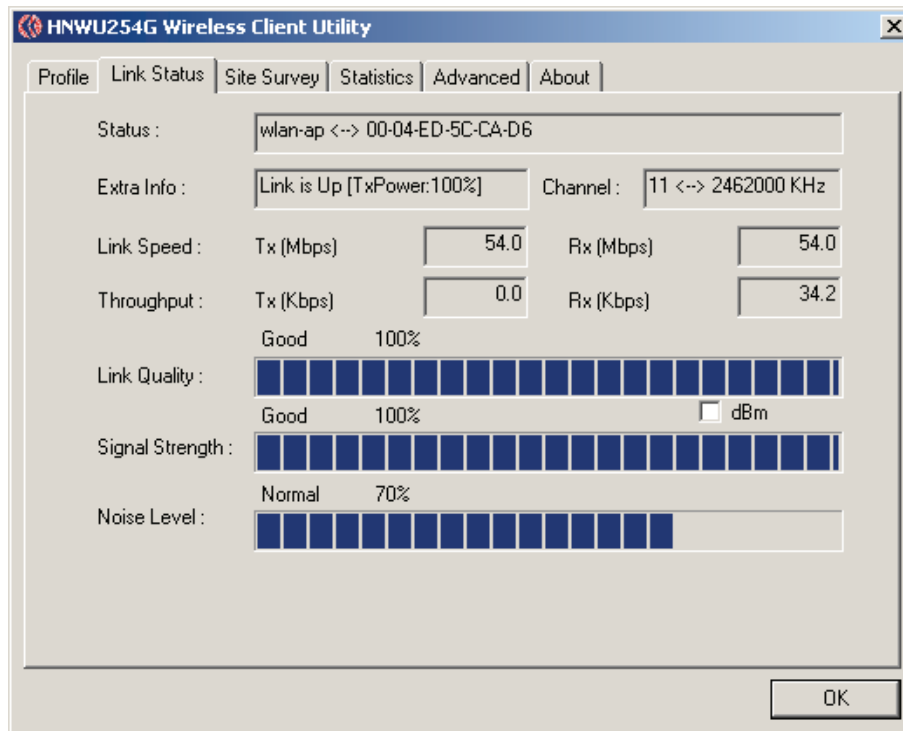 HNWU254G Wireless Client Utility
Profile Link Status Site Survey Statistics Advanced About
Status : wlan-ap <--> 00-04-ED-5C-CA-D6
Extra Info : Link is Up [TxPower:100%] Channel : 11 <--> 2462000 KHz
Link Speed : Tx (Mbps) 54.0 Rx (Mbps) 54.0
Throughput : Tx (Kbps) 0.0 Rx (Kbps) 34.2
Good 100%
Link Quality :
Good 100% dBm
Signal Strength :
Normal 70%
Noise Level :
OK